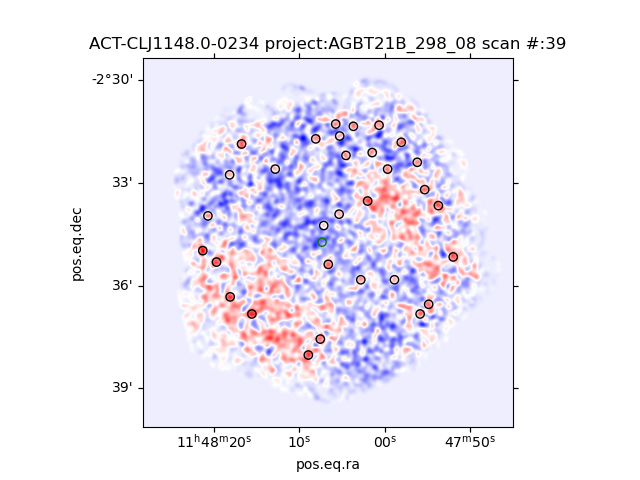 ACT-CLJ1148.0-0234 project:AGBT21B_298_08 scan #:39
-2°30'
33'
36'
39'
pos.eq.dec
11ʰ48ᵐ20ˢ 10ˢ 00ˢ 47ᵐ50ˢ
pos.eq.ra